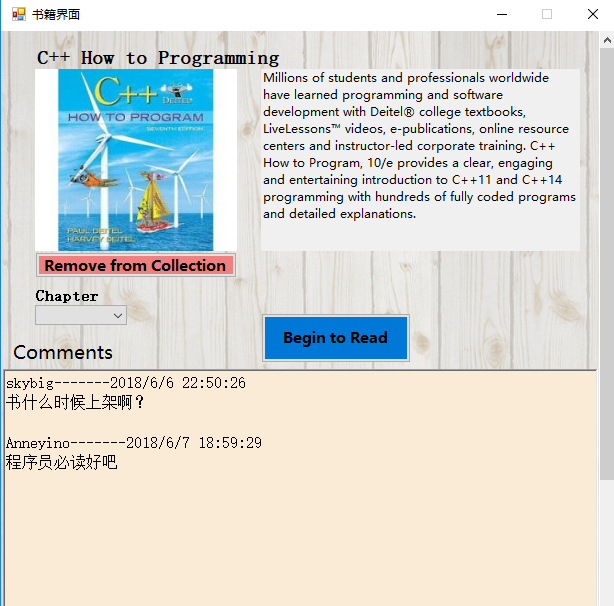 书籍界面
C++ How to Programming
C++
DEITEL
HOW TO PROGRAM
SEVENTH EDITION
PAUL DEITEL
HARVEY DEITEL
Millions of students and professionals worldwide
have learned programming and software
development with Deitel® college textbooks,
LiveLessons™ videos, e-publications, online resource
centers and instructor-led corporate training. C++
How to Program, 10/e provides a clear, engaging
and entertaining introduction to C++11 and C++14
programming with hundreds of fully coded programs
and detailed explanations.
Remove from Collection
Chapter
Begin to Read
Comments
skybig-------2018/6/6 22:50:26
书什么时候上架啊？
Anneyino-------2018/6/7 18:59:29
程序员必读好吧